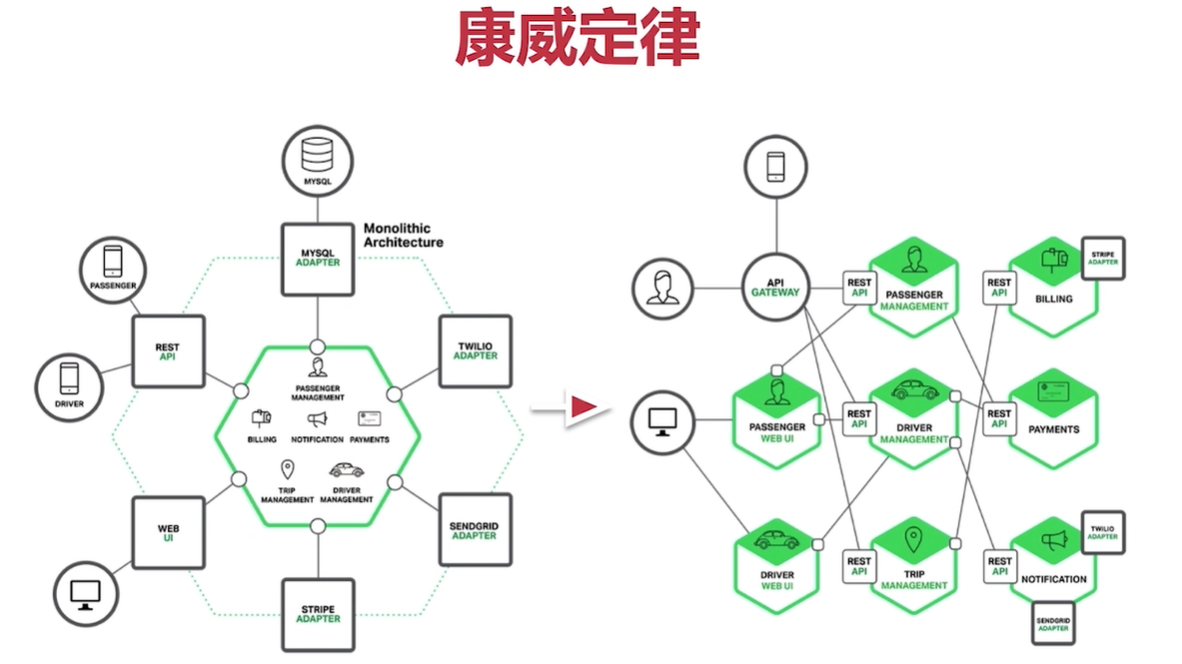 康威定律
MYSQL
Monolithic
Architecture
MYSQL
ADAPTER
PASSENGER
REST
API
TWILIO
ADAPTER
DRIVER
PASSENGER
MANAGEMENT
BILLING
NOTIFICATION
PAYMENTS
TRIP
MANAGEMENT
DRIVER
MANAGEMENT
WEB
UI
SENDGRID
ADAPTER
STRIPE
ADAPTER
API
GATEWAY
REST
API
PASSENGER
MANAGEMENT
REST
API
BILLING
STRIPE
ADAPTER
PASSENGER
WEB UI
REST
API
DRIVER
MANAGEMENT
REST
API
PAYMENTS
DRIVER
WEB UI
REST
API
TRIP
MANAGEMENT
REST
API
NOTIFICATION
TWILIO
ADAPTER
SENDGRID
ADAPTER